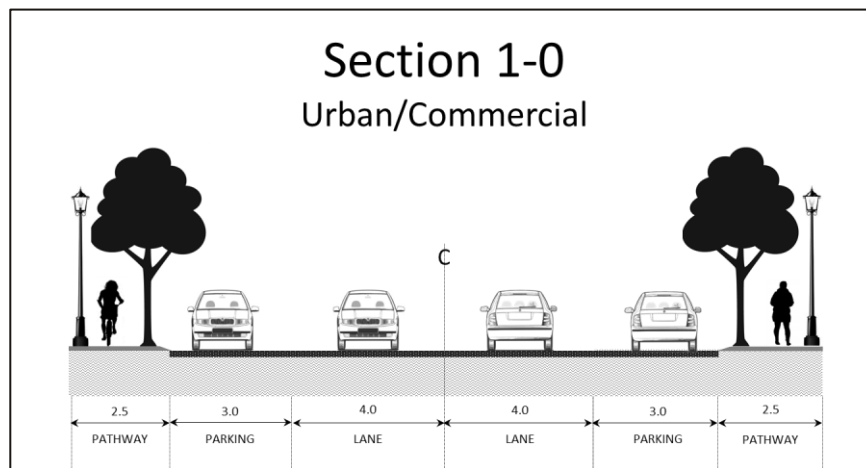 Section 1-0
Urban/Commercial
C
2.5 3.0 4.0 4.0 3.0 2.5
PATHWAY PARKING LANE LANE PARKING PATHWAY